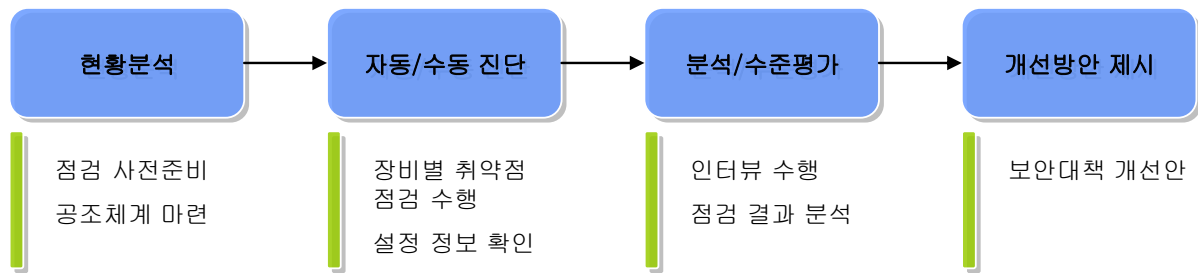 현황분석
자동/수동 진단
분석/수준평가
개선방안 제시
점검 사전준비
공조체계 마련
장비별 취약점
점검 수행
설정 정보 확인
인터뷰 수행
점검 결과 분석
보안대책 개선안